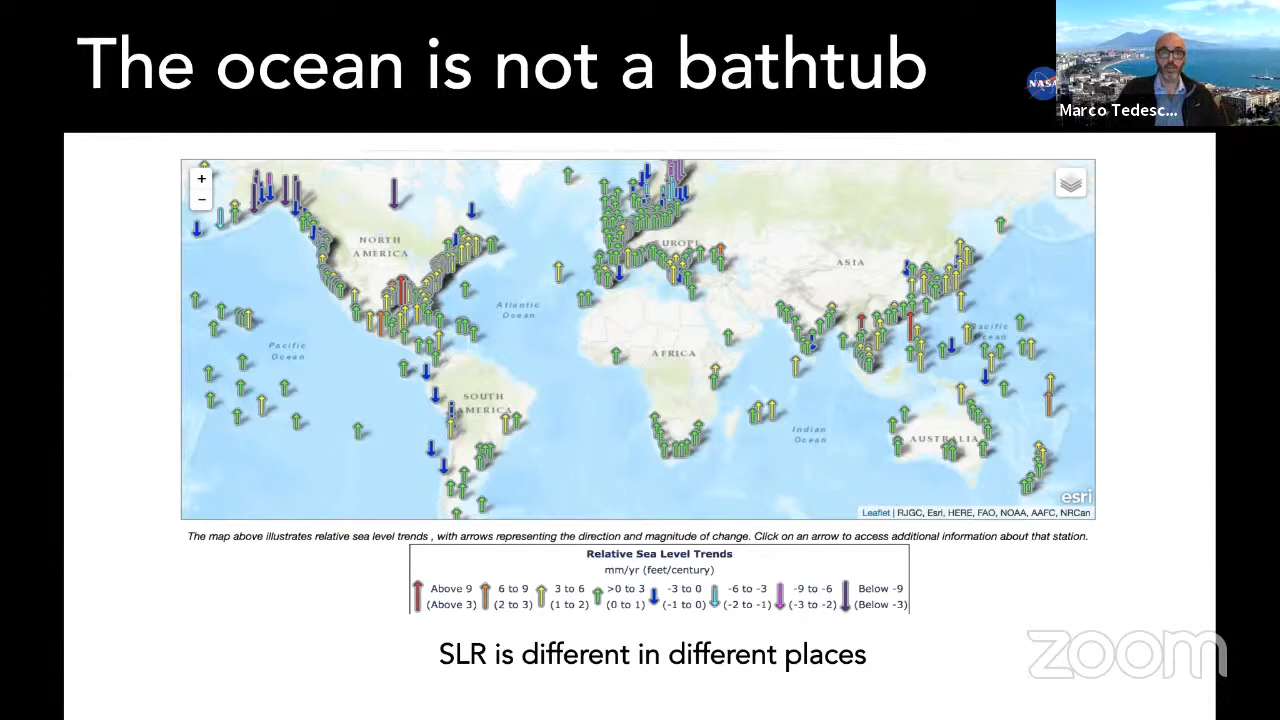 The ocean is not a bathtub
NASA
Marco Tedesc...
+
−
NORTH
AMERICA
EUROPE
ASIA
Atlantic
Ocean
Pacific
Ocean
Pacific
Ocean
AFRICA
SOUTH
AMERICA
Indian
Ocean
AUSTRALIA
esri
Leaflet | RJGC, Esri, HERE, FAO, NOAA, AAFC, NRCan
The map above illustrates relative sea level trends , with arrows representing the direction and magnitude of change. Click on an arrow to access additional information about that station.
Relative Sea Level Trends
mm/yr (feet/century)
Above 9 6 to 9 3 to 6 >0 to 3 -3 to 0 -6 to -3 -9 to -6 Below -9
(Above 3) (2 to 3) (1 to 2) (0 to 1) (-1 to 0) (-2 to -1) (-3 to -2) (Below -3)
SLR is different in different places
zoom